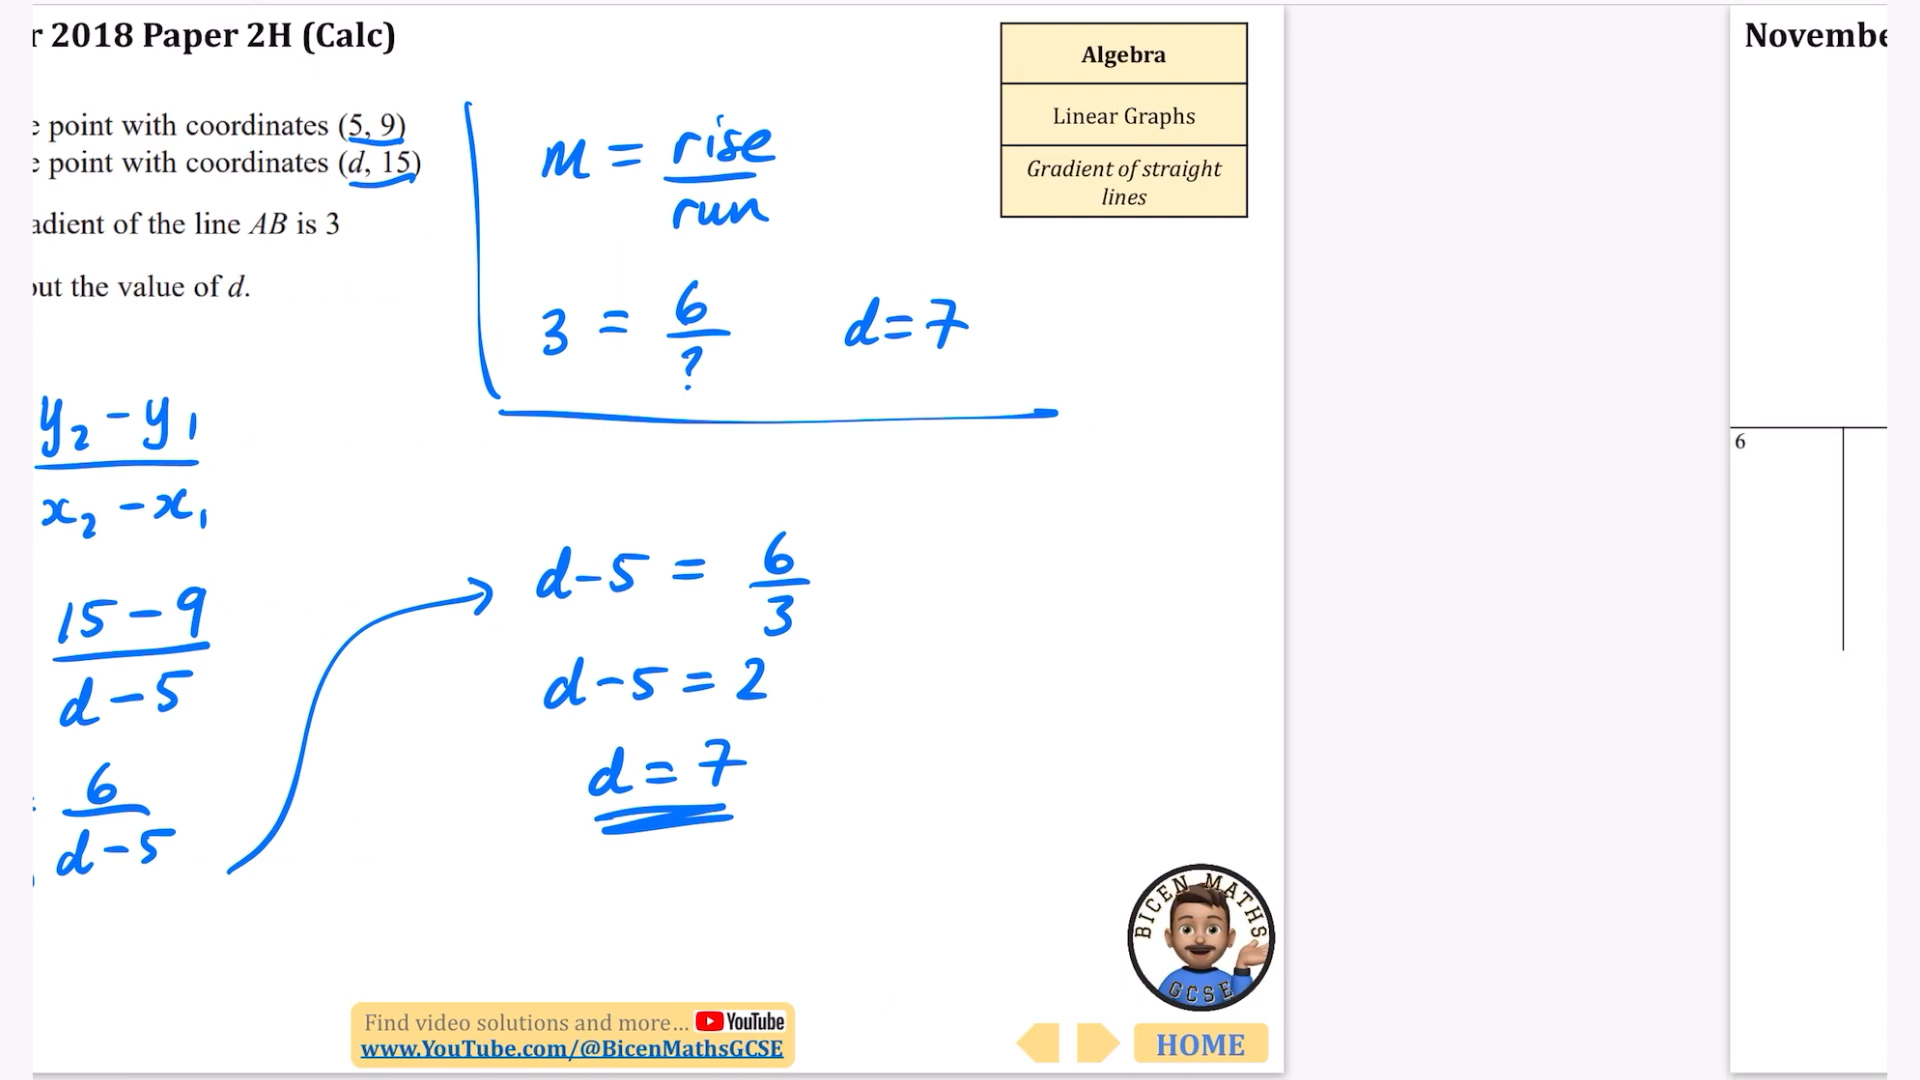 r 2018 Paper 2H (Calc)
e point with coordinates (5, 9)
e point with coordinates (d, 15)
adient of the line AB is 3
out the value of d.
y₂ - y₁
x₂ - x₁
15 - 9
d - 5
= 6
d - 5
m = rise
run
3 = 6
?
d = 7
d - 5 = 6
3
d - 5 = 2
d = 7
Algebra
Linear Graphs
Gradient of straight
lines
BICEN MATHS
GCSE
Find video solutions and more... YouTube
www.YouTube.com/@BicenMathsGCSE
HOME
Novembe
6